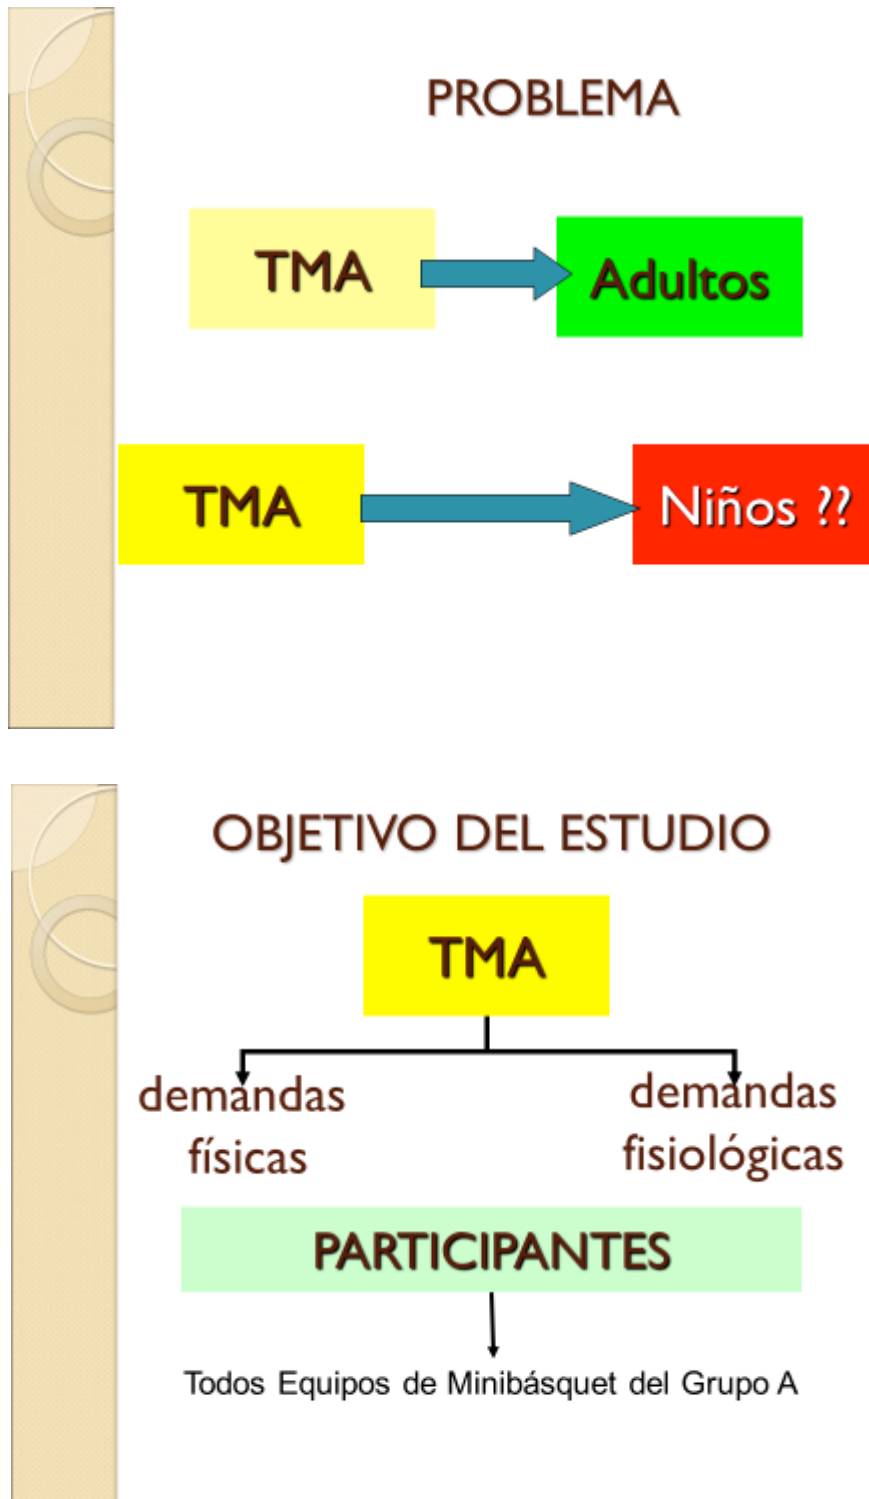 PROBLEMA
TMA
Adultos
TMA
Niños ??
OBJETIVO DEL ESTUDIO
TMA
demandas
físicas
demandas
fisiológicas
PARTICIPANTES
Todos Equipos de Minibásquet del Grupo A